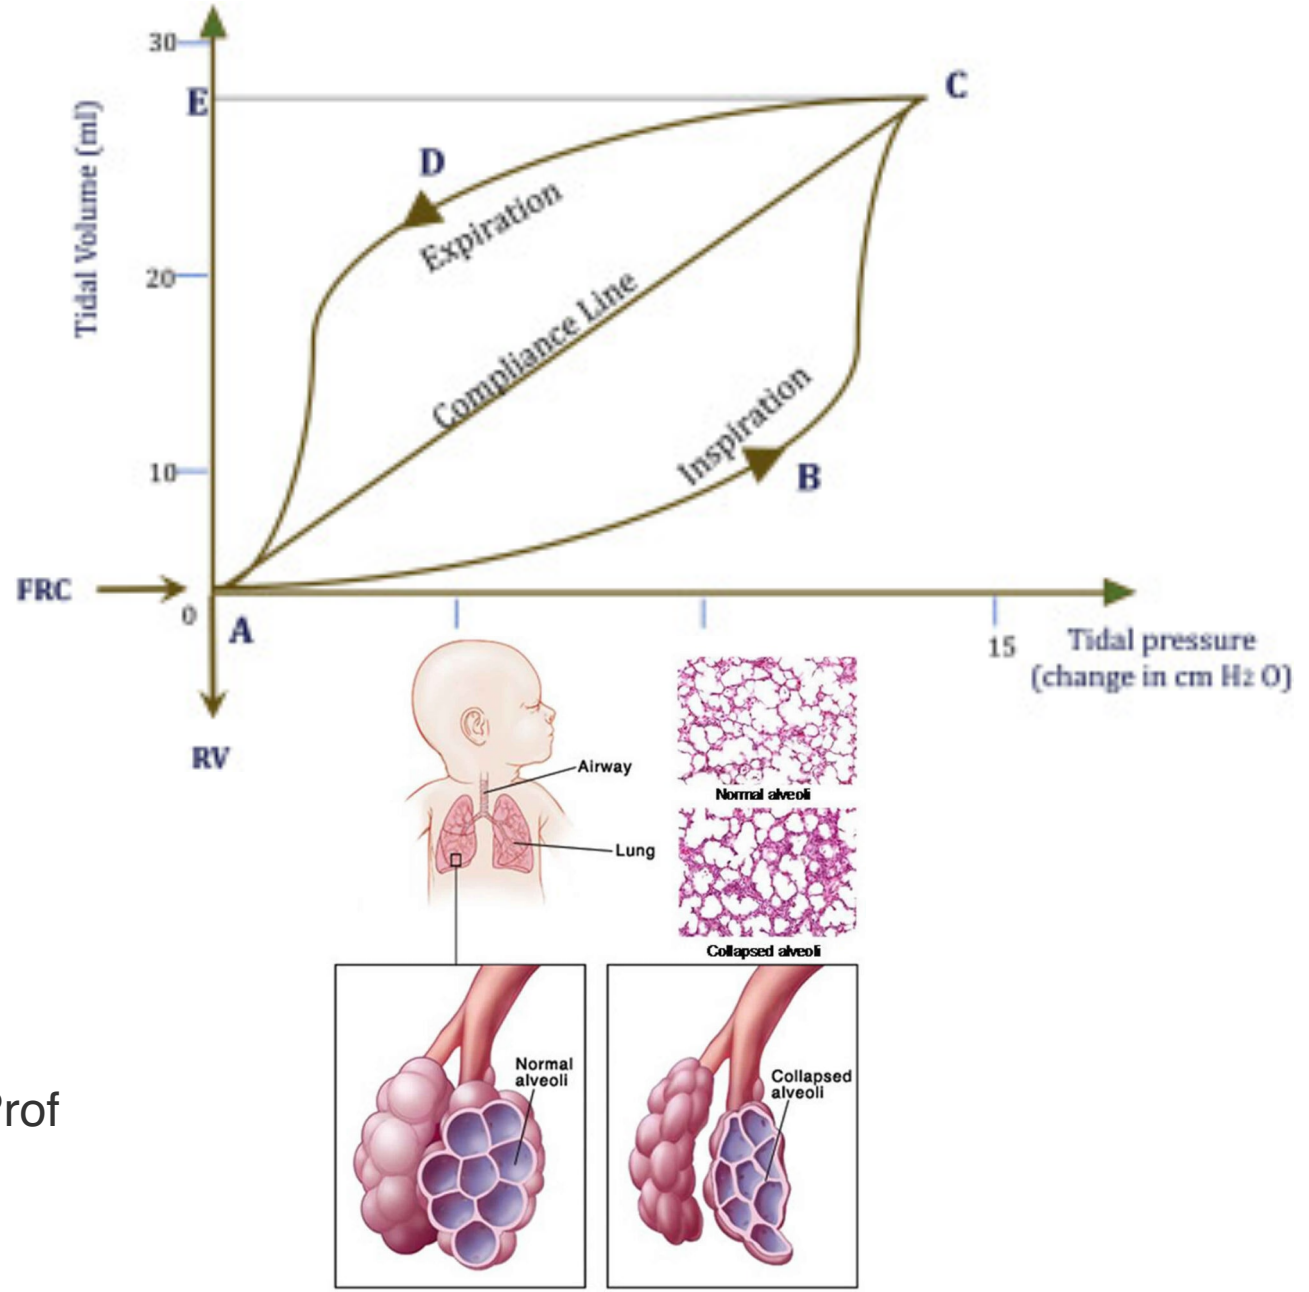 30
E
C
Tidal Volume (ml)
D
Expiration
20
Compliance Line
Inspiration
10
B
FRC
0
A
15
Tidal pressure
(change in cm H2 O)
RV
Airway
Normal alveoli
Lung
Collapsed alveoli
Normal
alveoli
Collapsed
alveoli